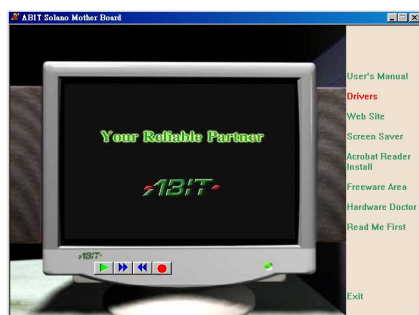 ABIT Solano Mother Board
Your Reliable Partner
ABIT
ABIT
User's Manual
Drivers
Web Site
Screen Saver
Acrobat Reader
Install
Freeware Area
Hardware Doctor
Read Me First
Exit